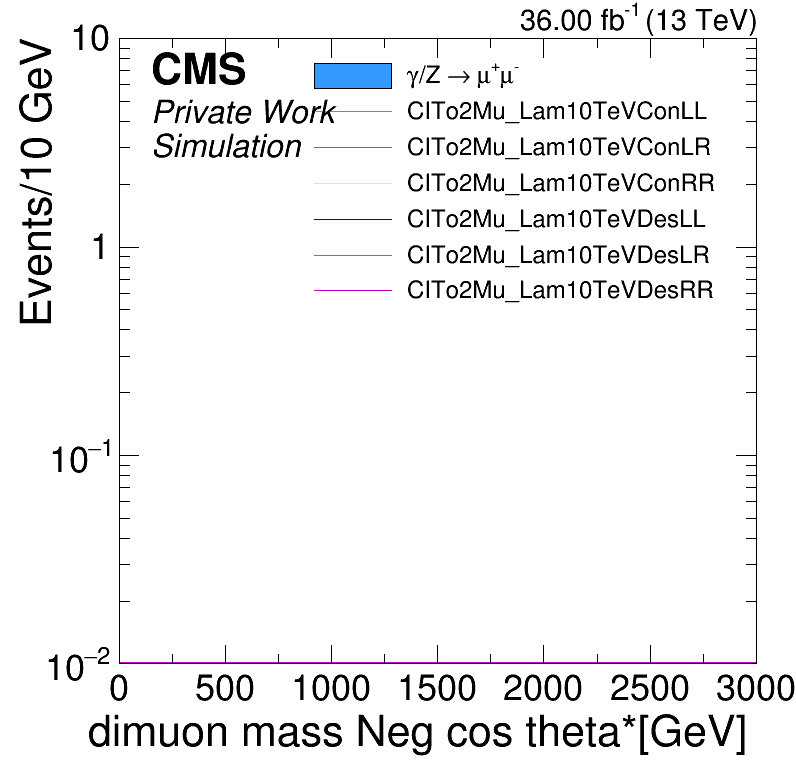 36.00 fb⁻¹ (13 TeV)
CMS
Private Work
Simulation
γ/Z → μ⁺μ⁻
CITo2Mu_Lam10TeVConLL
CITo2Mu_Lam10TeVConLR
CITo2Mu_Lam10TeVConRR
CITo2Mu_Lam10TeVDesLL
CITo2Mu_Lam10TeVDesLR
CITo2Mu_Lam10TeVDesRR
Events/10 GeV
10
1
10⁻¹
10⁻²
0 500 1000 1500 2000 2500 3000
dimuon mass Neg cos theta*[GeV]